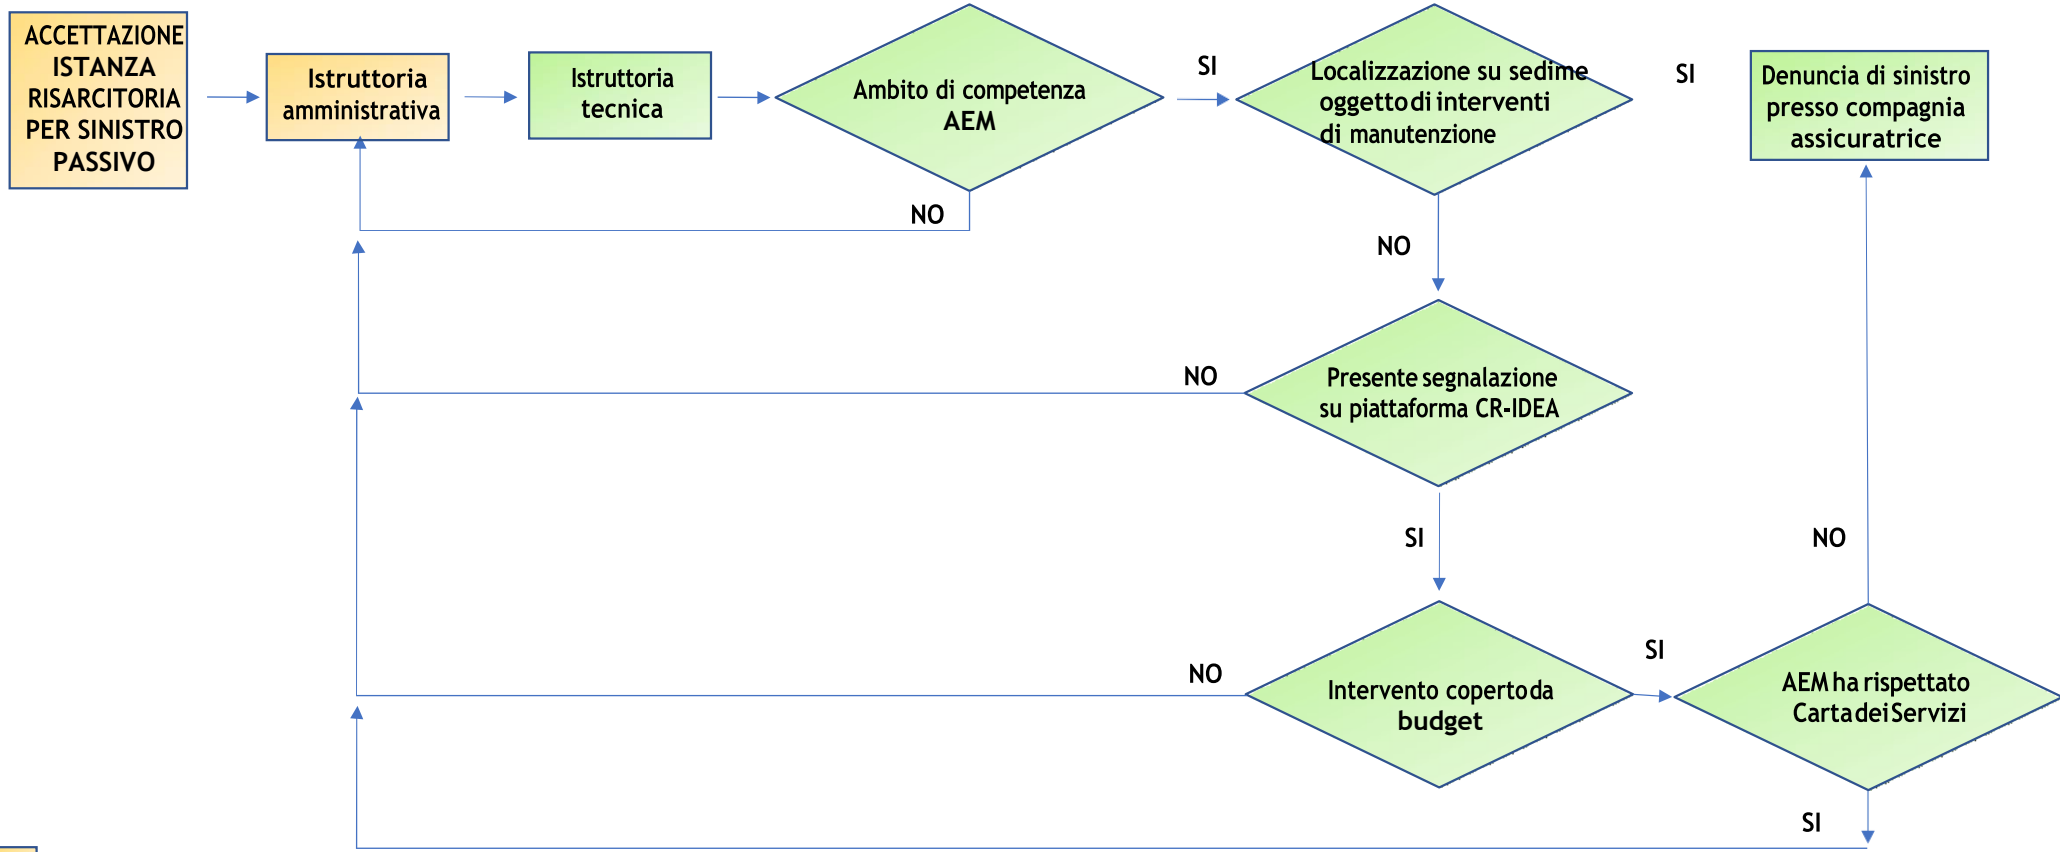 ACCETTAZIONE
ISTANZA
RISARCITORIA
PER SINISTRO
PASSIVO
Istruttoria
amministrativa
Istruttoria
tecnica
Ambito di competenza
AEM
SI
Localizzazione su sedime
oggetto di interventi
di manutenzione
SI
Denuncia di sinistro
presso compagnia
assicuratrice
NO
NO
NO
Presente segnalazione
su piattaforma CR-IDEA
SI
NO
NO
Intervento coperto da
budget
SI
AEM ha rispettato
Carta dei Servizi
SI